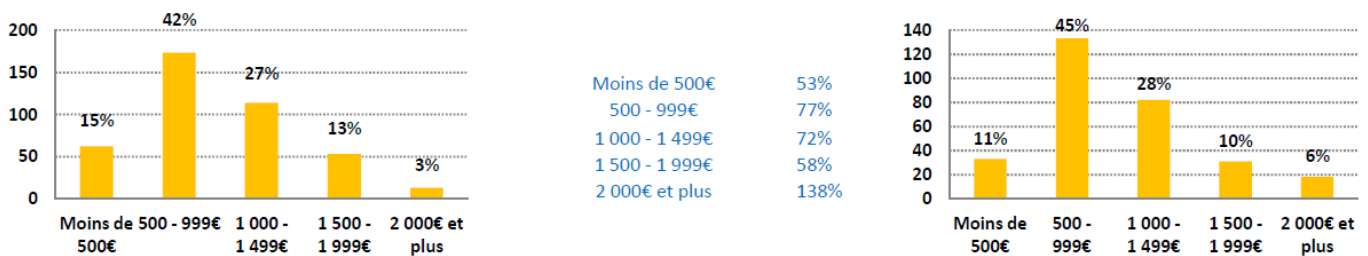 42%
200
150
27%
15%
13%
100
50
3%
0
Moins de 500€
500 - 999€
1 000 - 1 499€
1 500 - 1 999€
2 000€ et plus
Moins de 500€ 53%
500 - 999€ 77%
1 000 - 1 499€ 72%
1 500 - 1 999€ 58%
2 000€ et plus 138%
45%
140
120
28%
100
80
60
11%
10%
40
6%
20
0
Moins de 500€
500 - 999€
1 000 - 1 499€
1 500 - 1 999€
2 000€ et plus